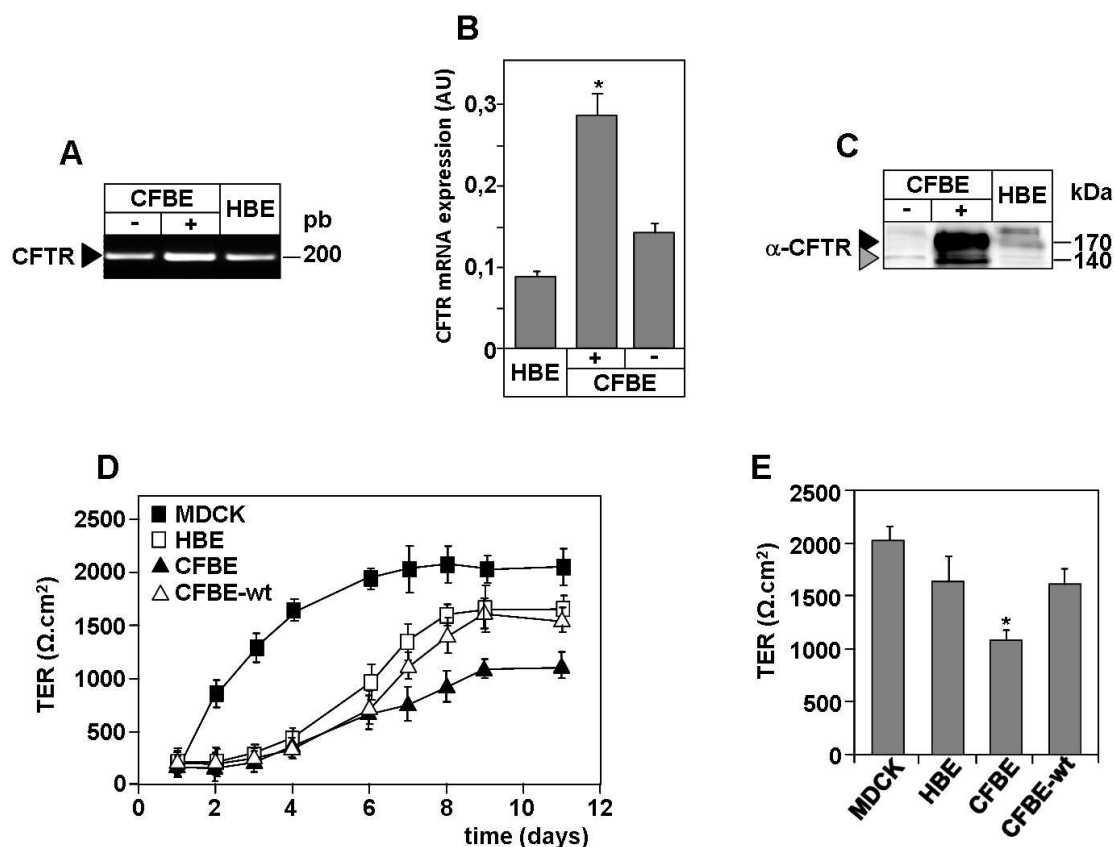 A
CFBE
HBE
- +
pb
CFTR
200
B
CFTR mRNA expression (AU)
0,3
0,2
0,1
0
HBE
+ -
CFBE
C
CFBE
HBE
kDa
- +
α-CFTR
170
140
D
TER (Ω.cm²)
2500
2000
1500
1000
500
0
MDCK
HBE
CFBE
CFBE-wt
0 2 4 6 8 10 12
time (days)
E
TER (Ω.cm²)
2500
2000
1500
1000
500
0
*
*
MDCK
HBE
CFBE
CFBE-wt